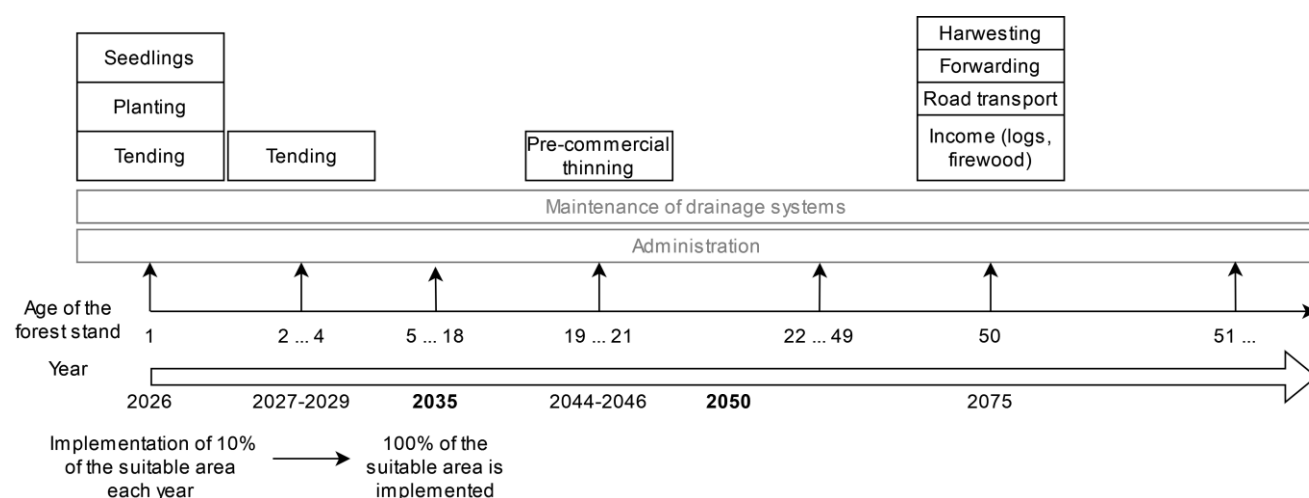 Seedlings
Planting
Tending
Tending
Pre-commercial
thinning
Harwesting
Forwarding
Road transport
Income (logs,
firewood)
Maintenance of drainage systems
Administration
Age of the
forest stand
1
2 ... 4
5 ... 18
19 ... 21
22 ... 49
50
51 ...
Year
2026
2027-2029
2035
2044-2046
2050
2075
Implementation of 10%
of the suitable area
each year
100% of the
suitable area is
implemented